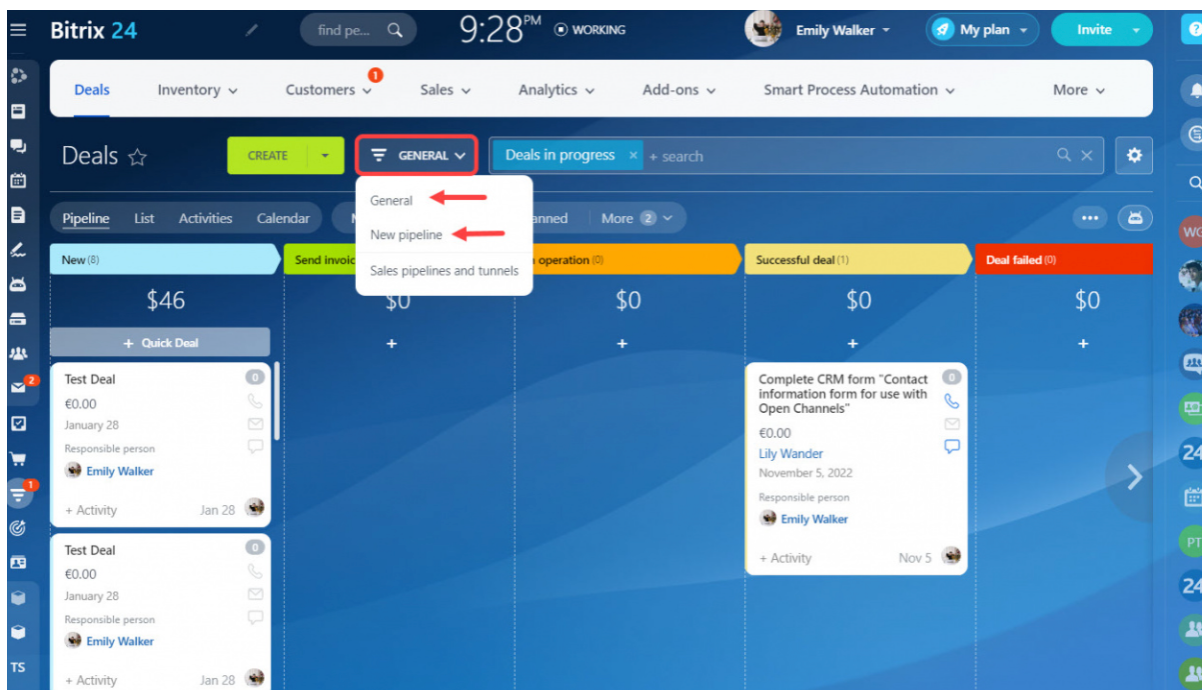 Bitrix 24
find pe...
9:28 PM
WORKING
Emily Walker
My plan
Invite
Deals
Inventory
Customers
1
Sales
Analytics
Add-ons
Smart Process Automation
More
Deals
CREATE
GENERAL
Deals in progress ×
+ search
General
New pipeline
Sales pipelines and tunnels
Pipeline
List
Activities
Calendar
More 2
New (8)
Send
operation (0)
Successful deal (1)
Deal failed (0)
$46
$0
$0
$0
$0
+ Quick Deal
+
+
+
+
Test Deal
0
€0.00
January 28
Responsible person
Emily Walker
+ Activity
Jan 28
Test Deal
0
€0.00
January 28
Responsible person
Emily Walker
+ Activity
Jan 28
Complete CRM form "Contact
information form for use with
Open Channels"
0
€0.00
Lily Wander
November 5, 2022
Responsible person
Emily Walker
+ Activity
Nov 5
2
1
TS
?
WG
24
PT
24